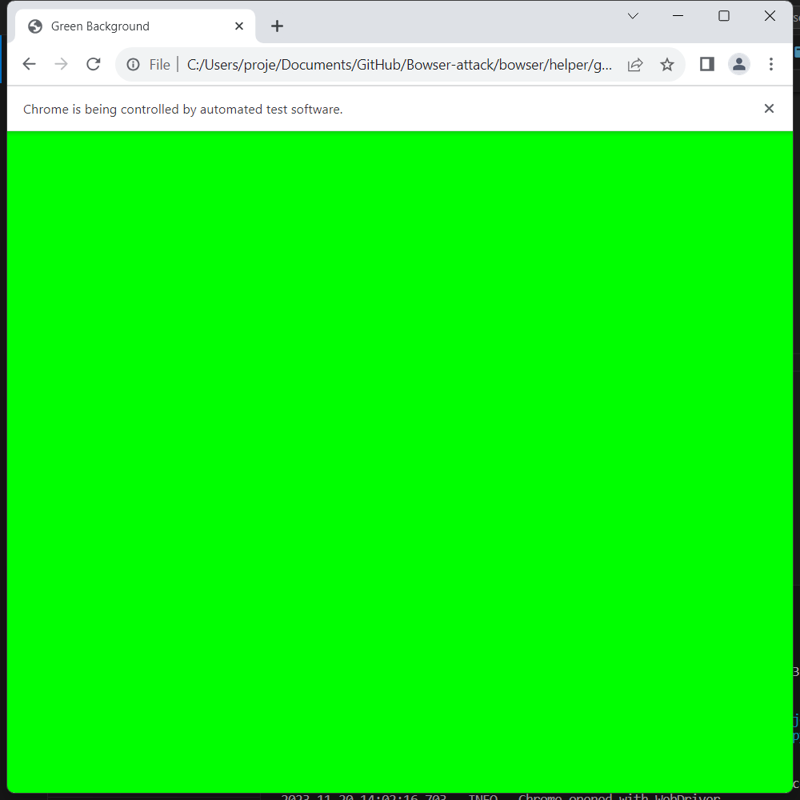 Green Background
File C:/Users/proje/Documents/GitHub/Bowser-attack/bowser/helper/g...
Chrome is being controlled by automated test software.
2023-11-20 14:02:16,703 - INFO - Chrome opened with WebDriver